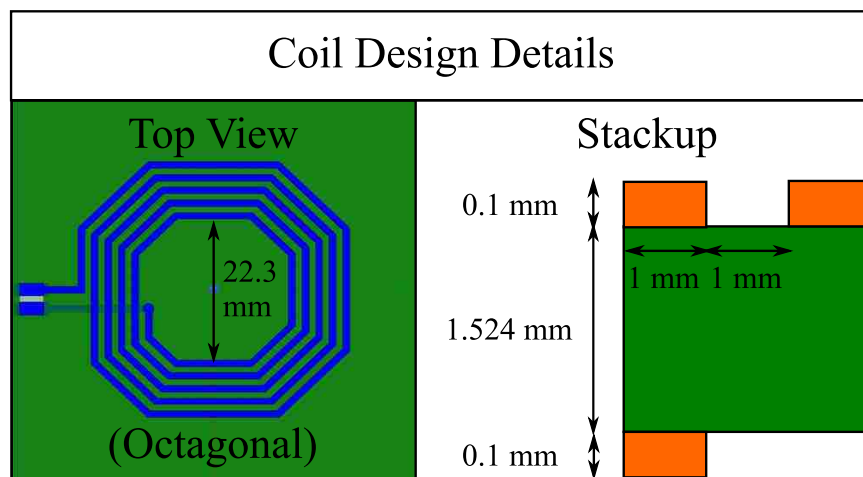 Coil Design Details
Top View
22.3
mm
(Octagonal)
Stackup
0.1 mm
1 mm 1 mm
1.524 mm
0.1 mm